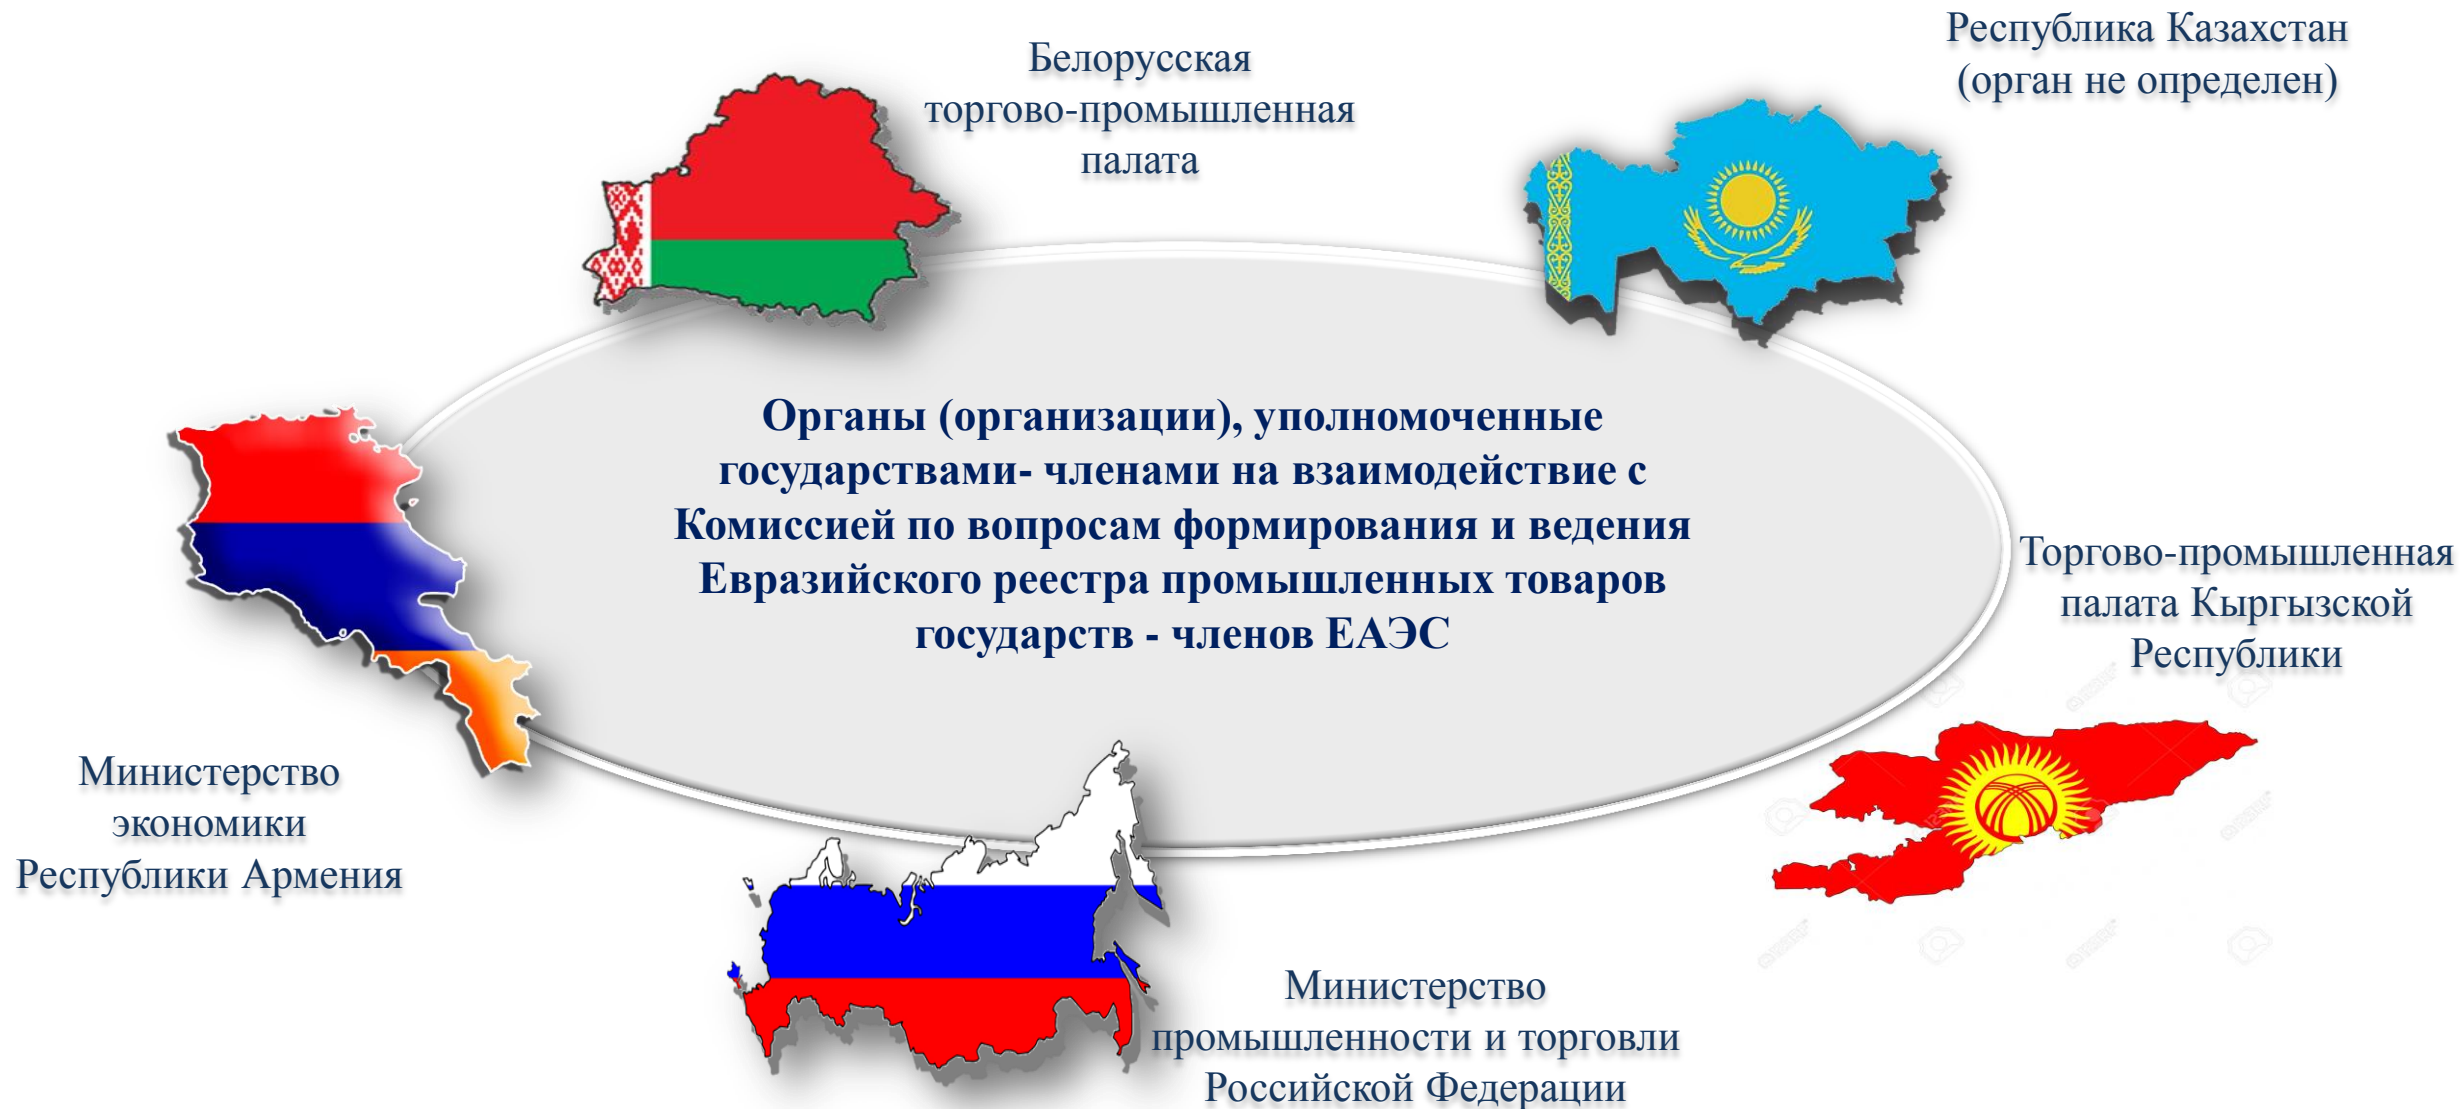 Белорусская
торгово-промышленная
палата
Республика Казахстан
(орган не определен)
Органы (организации), уполномоченные
государствами- членами на взаимодействие с
Комиссией по вопросам формирования и ведения
Евразийского реестра промышленных товаров
государств - членов ЕАЭС
Торгово-промышленная
палата Кыргызской
Республики
Министерство
экономики
Республики Армения
Министерство
промышленности и торговли
Российской Федерации